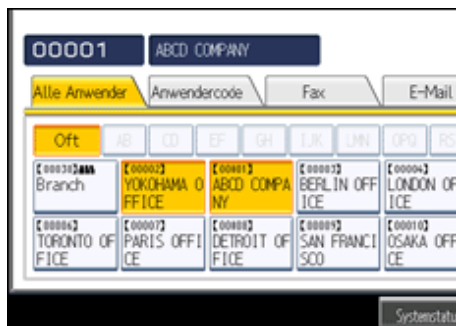 00001 ABCD COMPANY
Alle Anwender Anwendercode Fax E-Mail
Oft AB CD EF GH IJK LMN OPQ RS
[00038] [00002] [00001] [00003] [00004]
Branch YOKOHAMA O ABCD COMPA BERLIN OFF LONDON OF
FFICE NY ICE ICE
[00006] [00007] [00008] [00009] [00010]
TORONTO OF PARIS OFFI DETROIT OF SAN FRANCI OSAKA OFF
FICE CE FICE SCO CE
Systemstatu